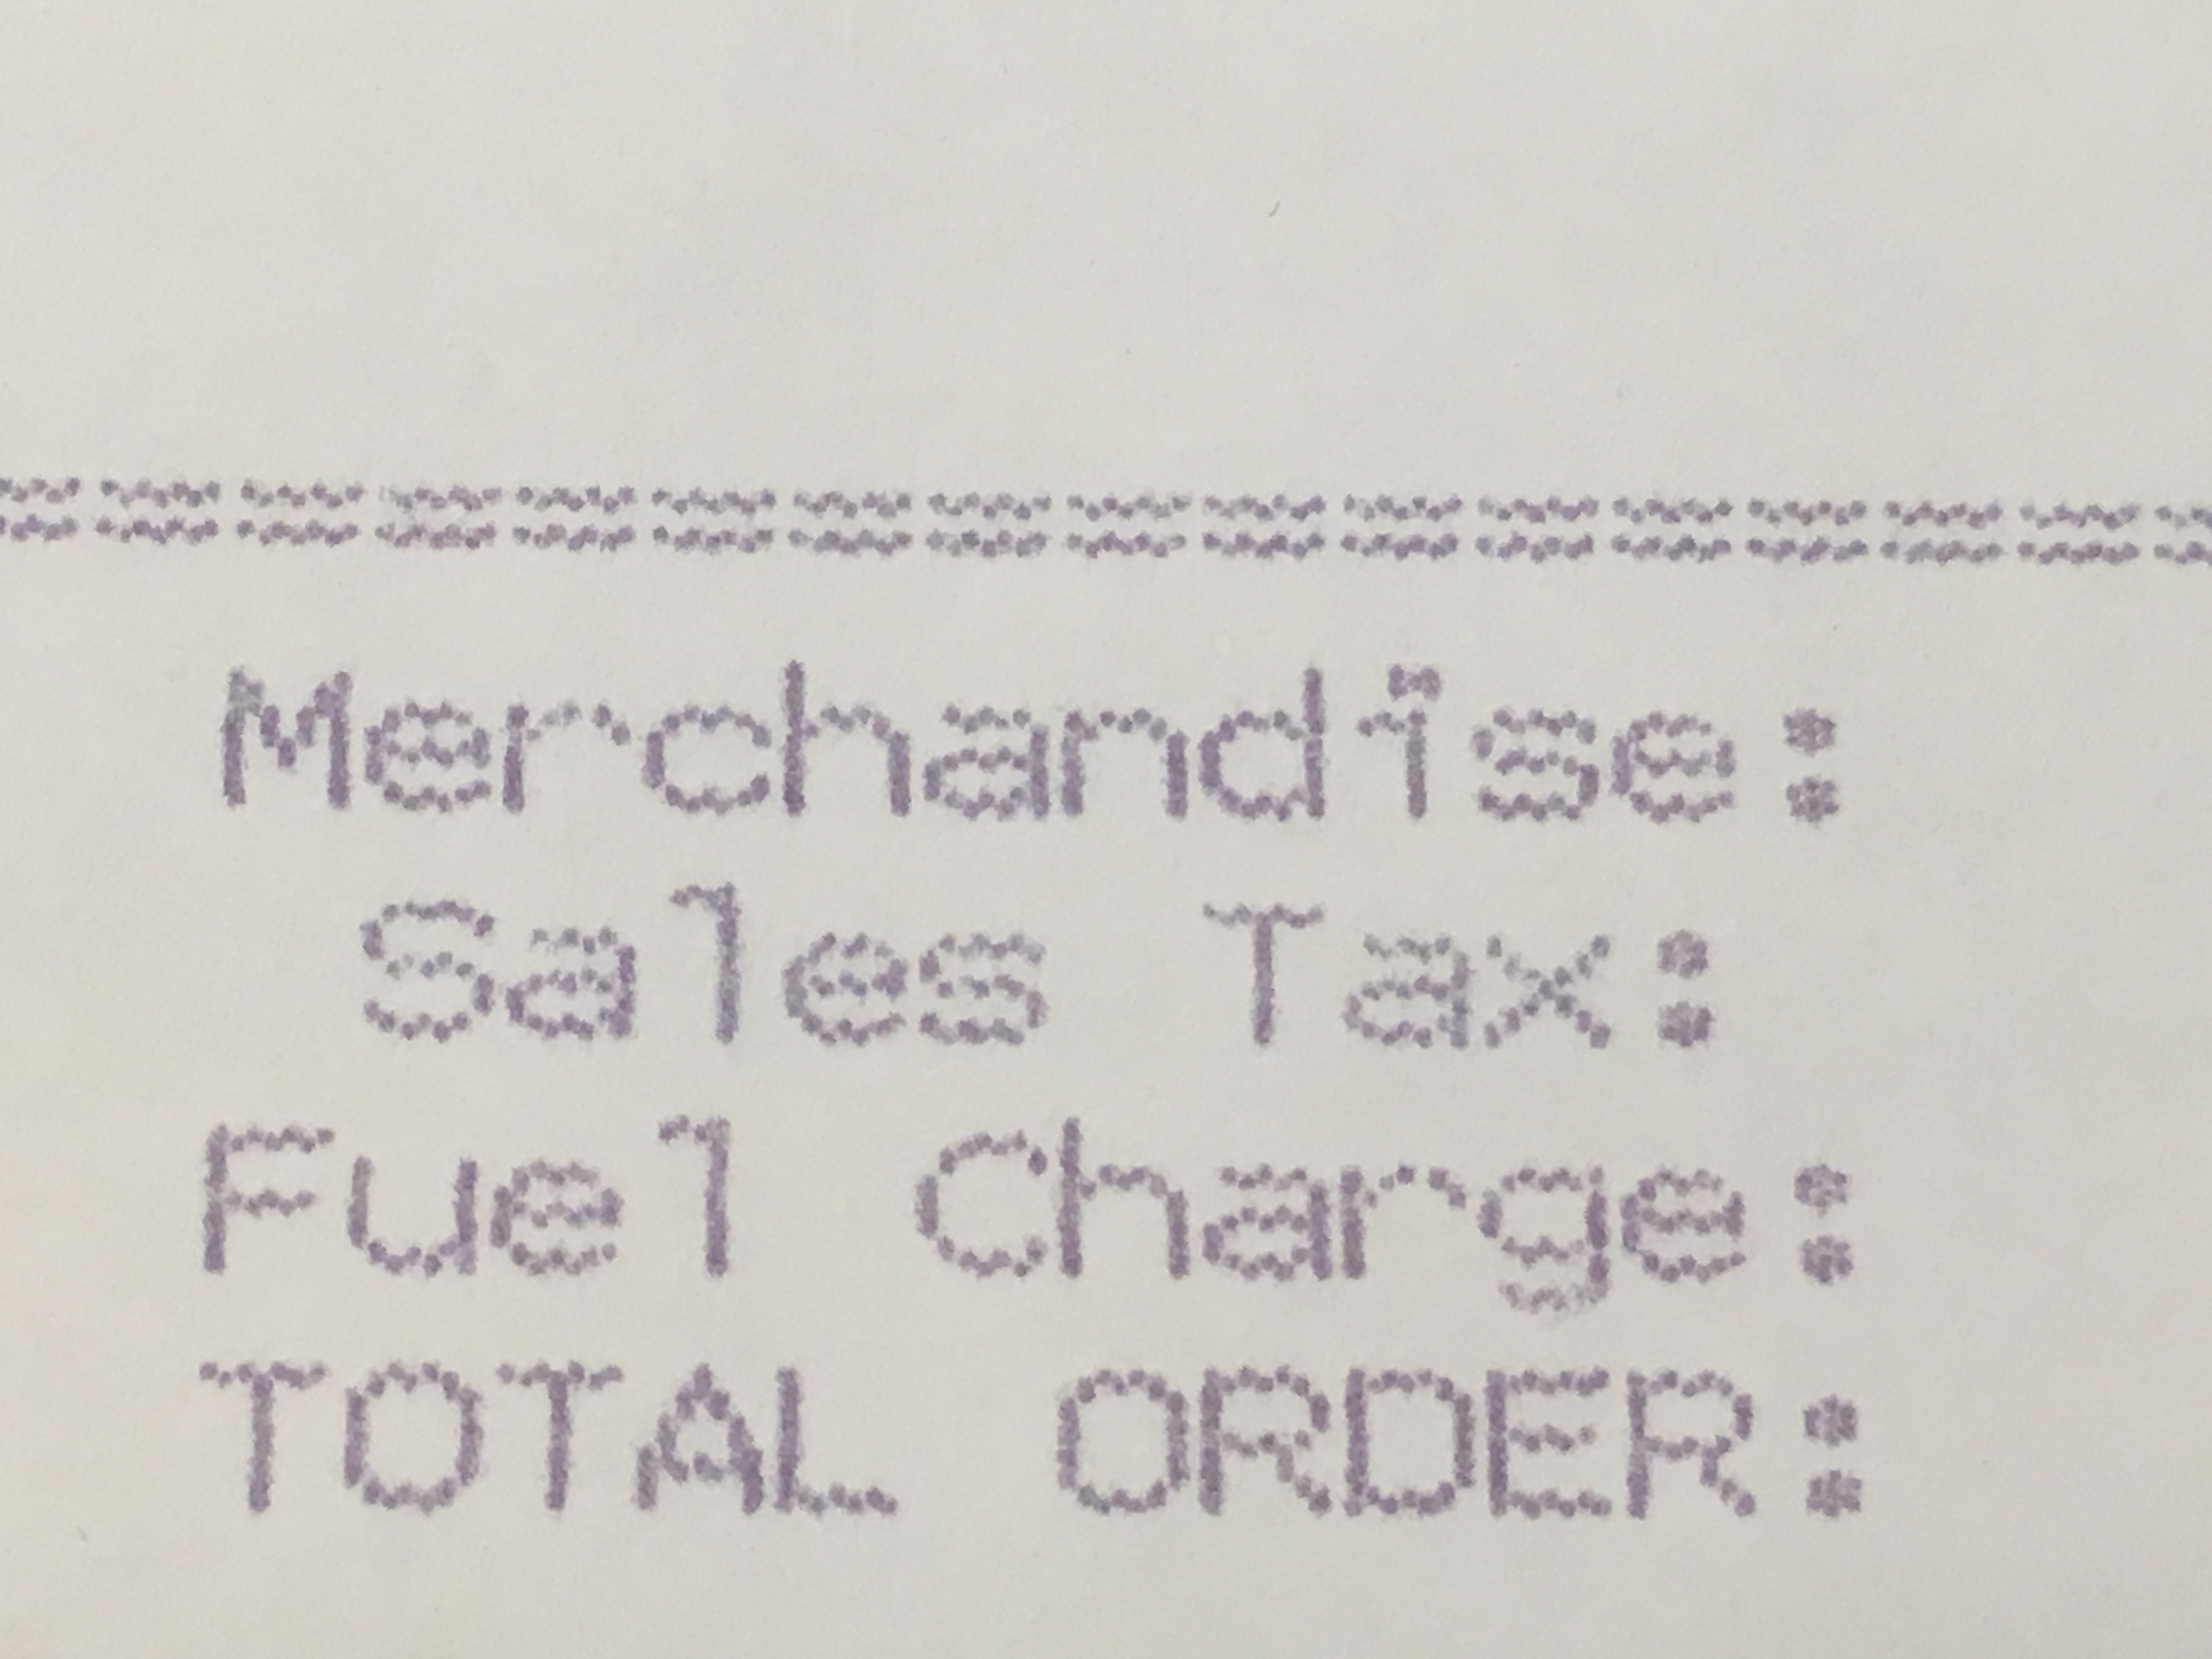 =================
Merchandise:
Sales Tax:
Fuel Charge:
TOTAL ORDER: